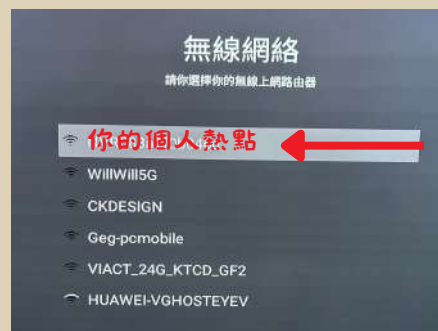 無線網絡
請你選擇你的無線上網路由器
你的個人熱點
WillWill5G
CKDESIGN
Geg-pcmobile
VIACT_24G_KTCD_GF2
HUAWEI-VGHOSTEYEV